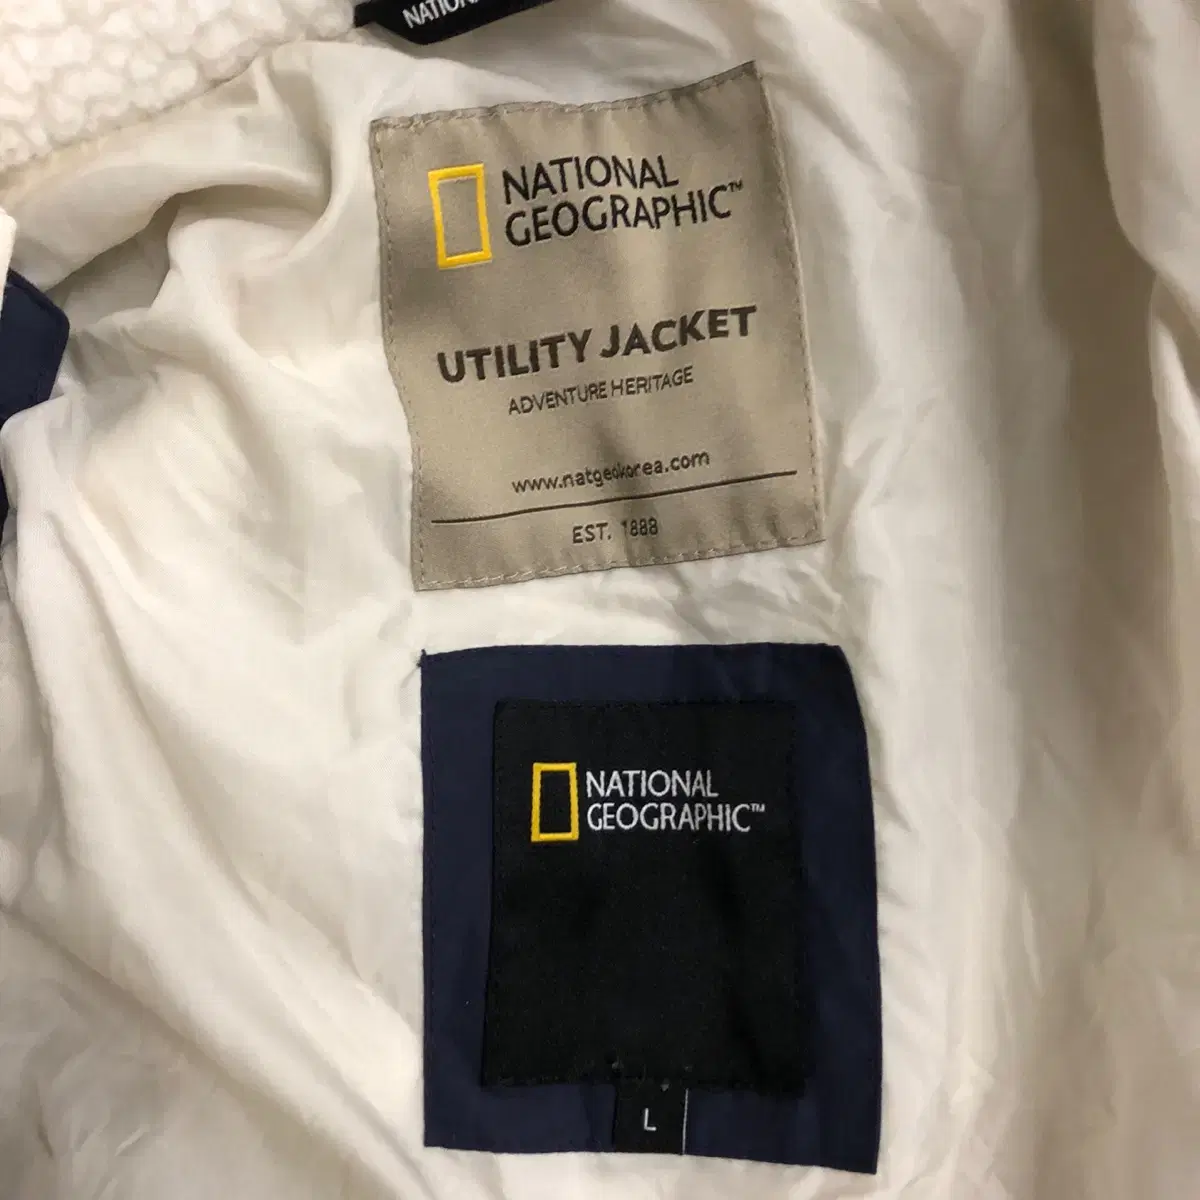 NATIONAL
GEOGRAPHIC™
UTILITY JACKET
ADVENTURE HERITAGE
www.natgeokorea.com
EST. 1888
NATIONAL
GEOGRAPHIC™
L